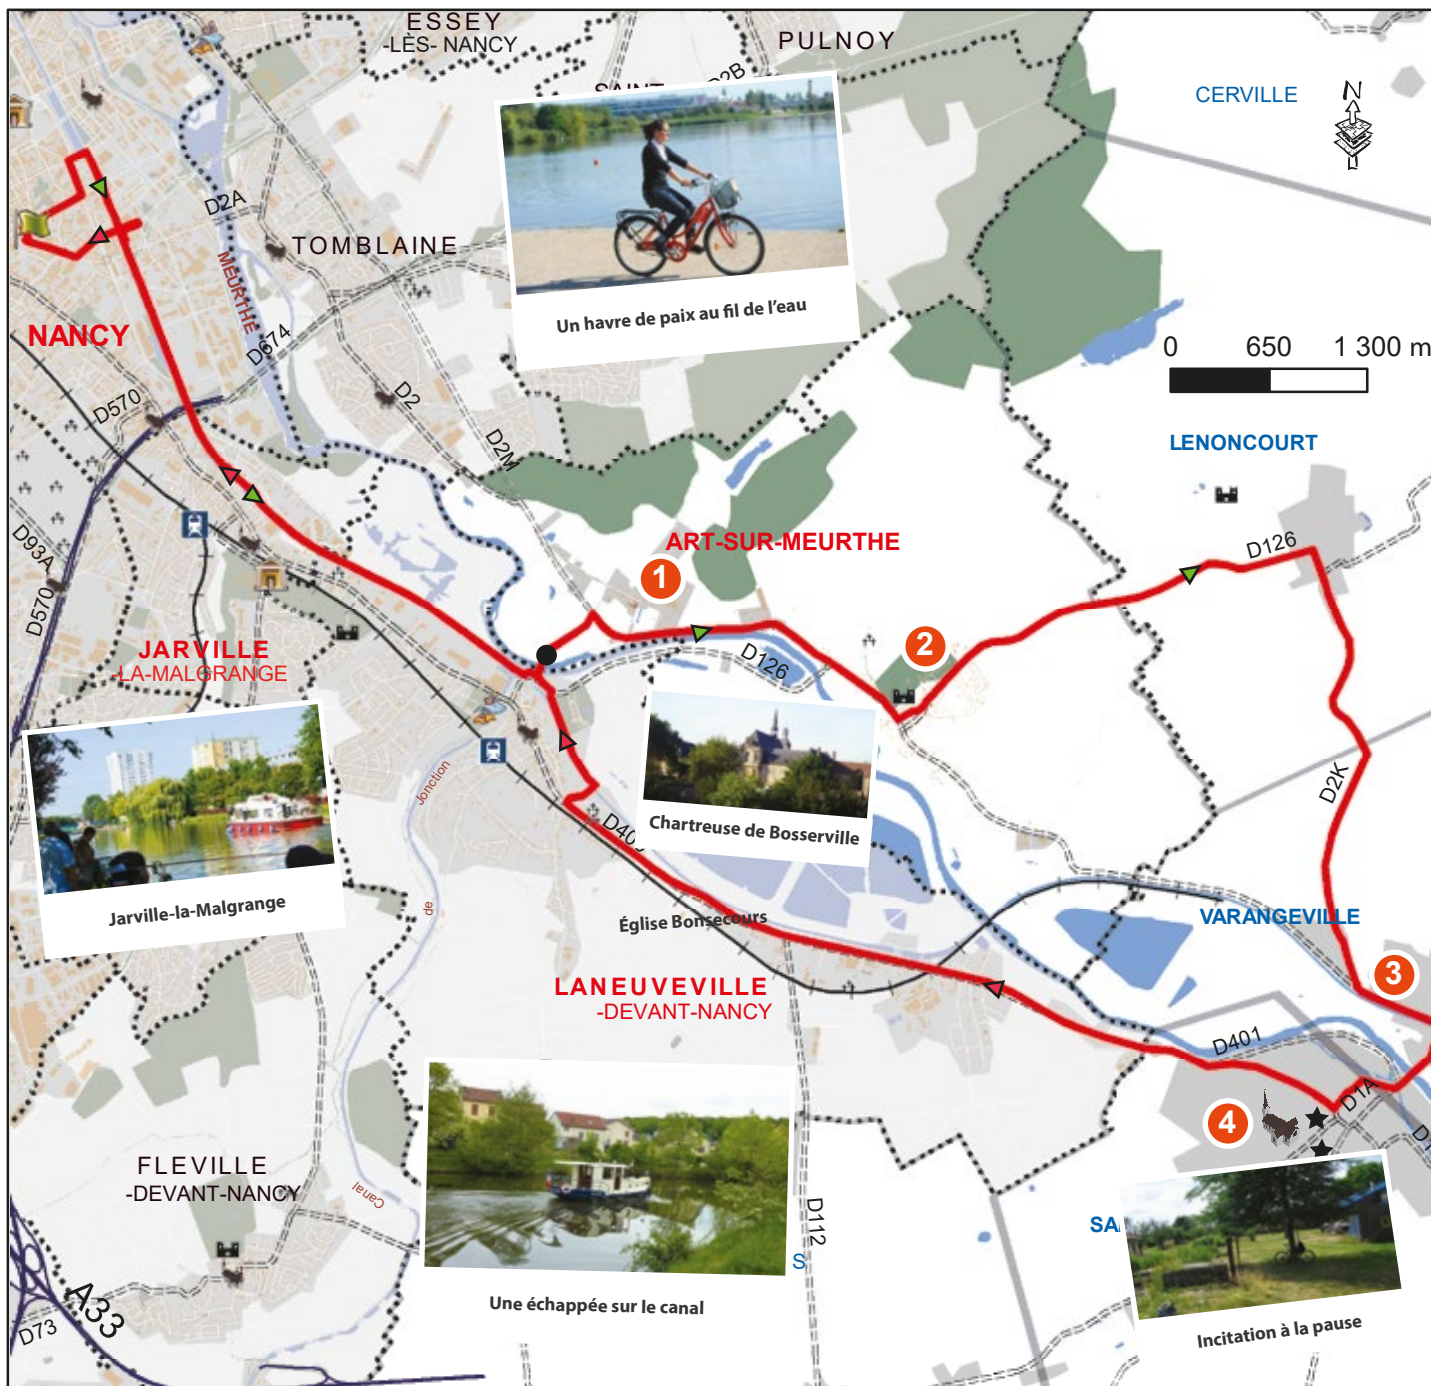 ESSEY
-LÈS- NANCY
PULNOY
D2B
CERVILLE
N
D2A
TOMBLAINE
MEURTHE
Un havre de paix au fil de l'eau
NANCY
D674
0 650 1 300 m
D570
D2
D2M
LENONCOURT
D93A
ART-SUR-MEURTHE
D126
1
D570
JARVILLE
-LA-MALGRANGE
2
D126
Jonction
D2K
Chartreuse de Bosserville
de
Jarville-la-Malgrange
Église Bonsecours
VARANGEVILLE
3
LANEUVEVILLE
-DEVANT-NANCY
D401
D1A
4
FLEVILLE
-DEVANT-NANCY
Canal
D112
S
A33
D73
Une échappée sur le canal
Incitation à la pause